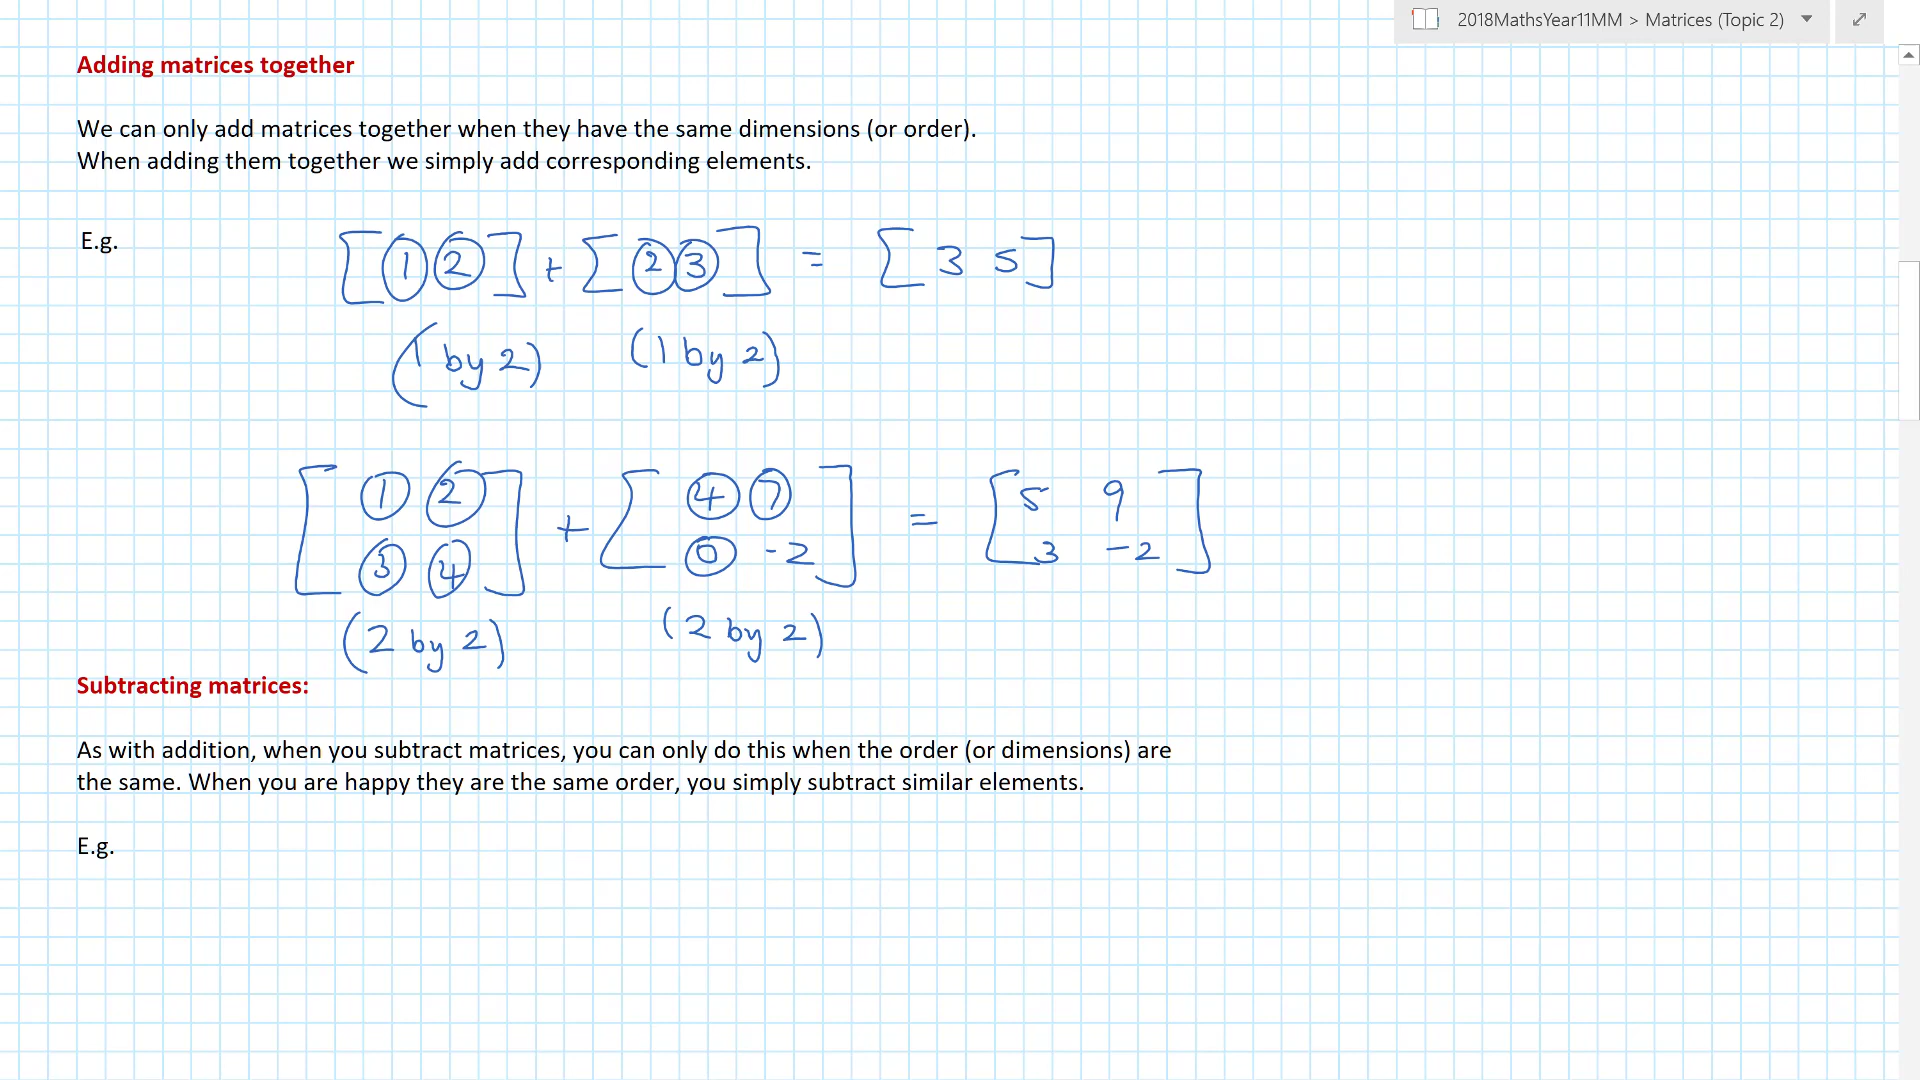 2018MathsYear11MM > Matrices (Topic 2)
Adding matrices together
We can only add matrices together when they have the same dimensions (or order).
When adding them together we simply add corresponding elements.
E.g.
[1 2] + [2 3] = [3 5]
(1 by 2) (1 by 2)
[1 2] [4 7] [5 9]
+ =
[3 4] [0 -2] [3 -2]
(2 by 2) (2 by 2)
Subtracting matrices:
As with addition, when you subtract matrices, you can only do this when the order (or dimensions) are
the same. When you are happy they are the same order, you simply subtract similar elements.
E.g.